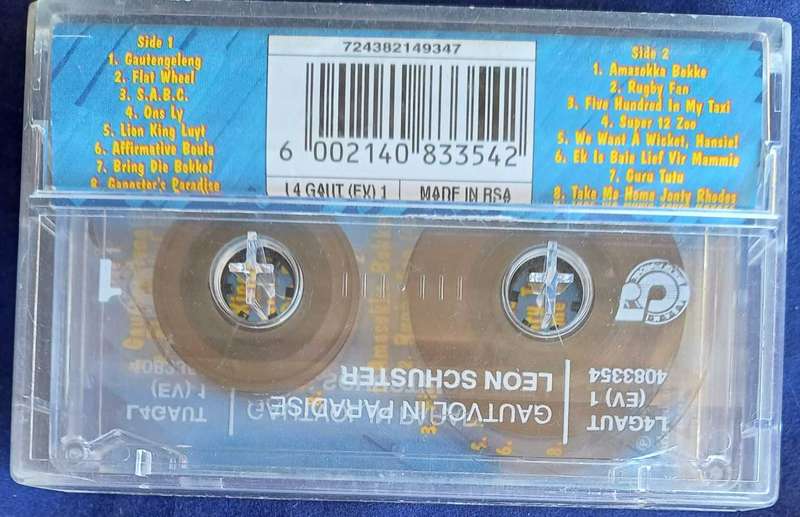 Side 1
1. Gautengeleng
2. Flat Wheel
3. S.A.B.C.
4. Ons Ly
5. Lion King Luyt
6. Affirmative Boula
7. Bring Die Bokke!
8. Gangster's Paradise
724382149347
6 002140 833542
L4 GAUT (EV) 1
MADE IN RSA
Side 2
1. Amasokka Bokke
2. Rugby Fan
3. Five Hundred In My Taxi
4. Super 12 Zoo
5. We Want A Wicket, Hansie!
6. Ek Is Baie Lief Vir Mammie
7. Guru Tutu
8. Take Me Home Jonty Rhodes
1
L4GAUT
(EV) 1
4083354
GAUTVOL IN PARADISE
LEON SCHUSTER